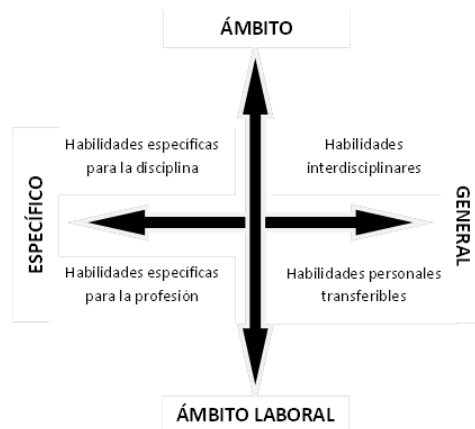 ÁMBITO
Habilidades específicas
para la disciplina
Habilidades
interdisciplinares
ESPECÍFICO
GENERAL
Habilidades específicas
para la profesión
Habilidades personales
transferibles
ÁMBITO LABORAL